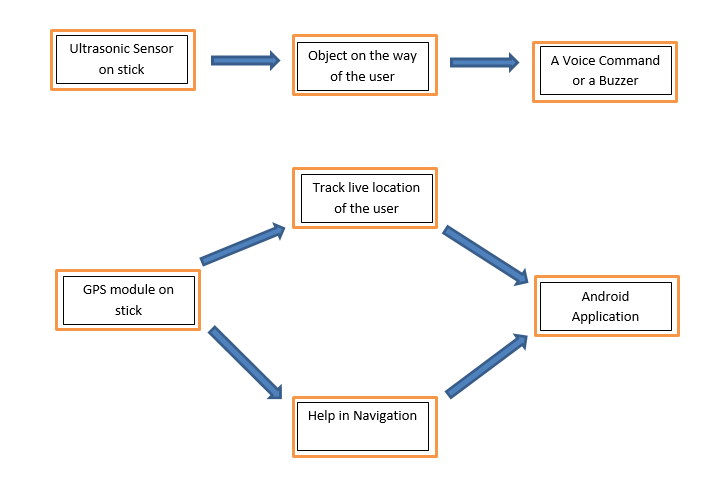 Ultrasonic Sensor
on stick
Object on the way
of the user
A Voice Command
or a Buzzer
Track live location
of the user
GPS module on
stick
Android
Application
Help in Navigation